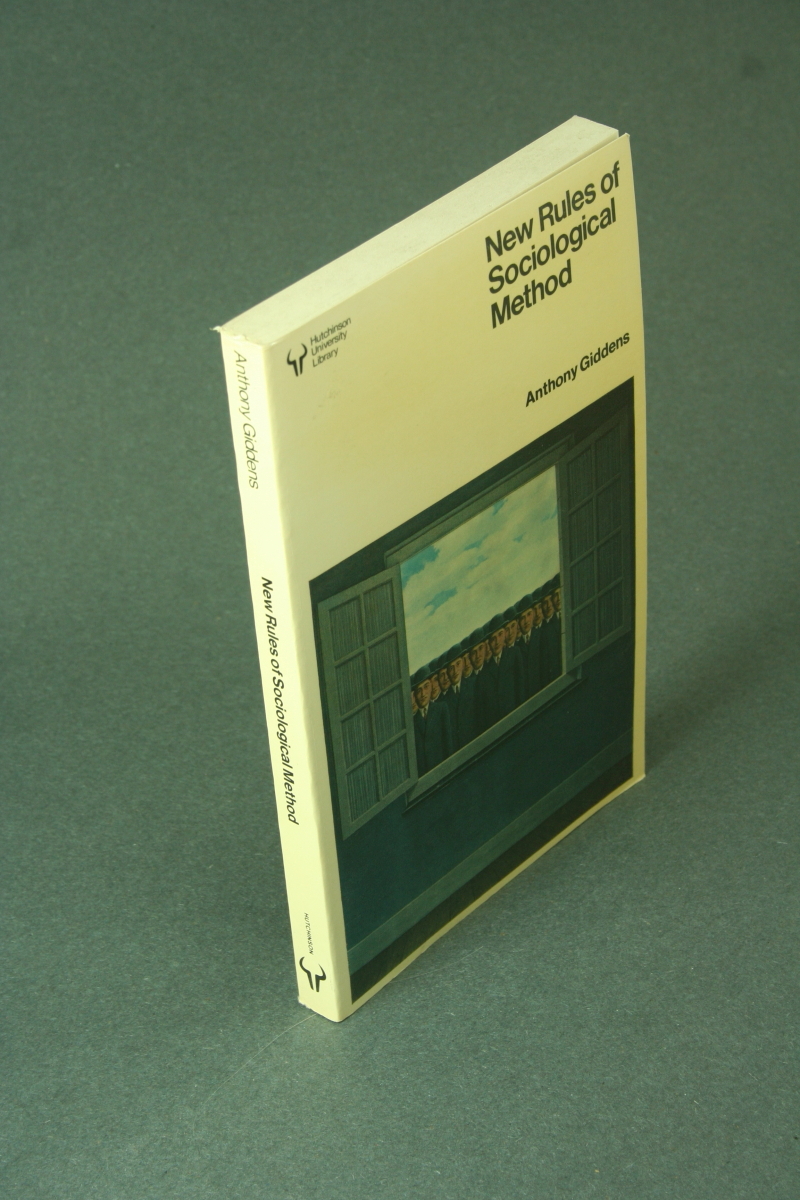 New Rules of
Sociological
Method
Hutchinson
University
Library
Anthony Giddens
Anthony Giddens
New Rules of Sociological Method
HUTCHINSON